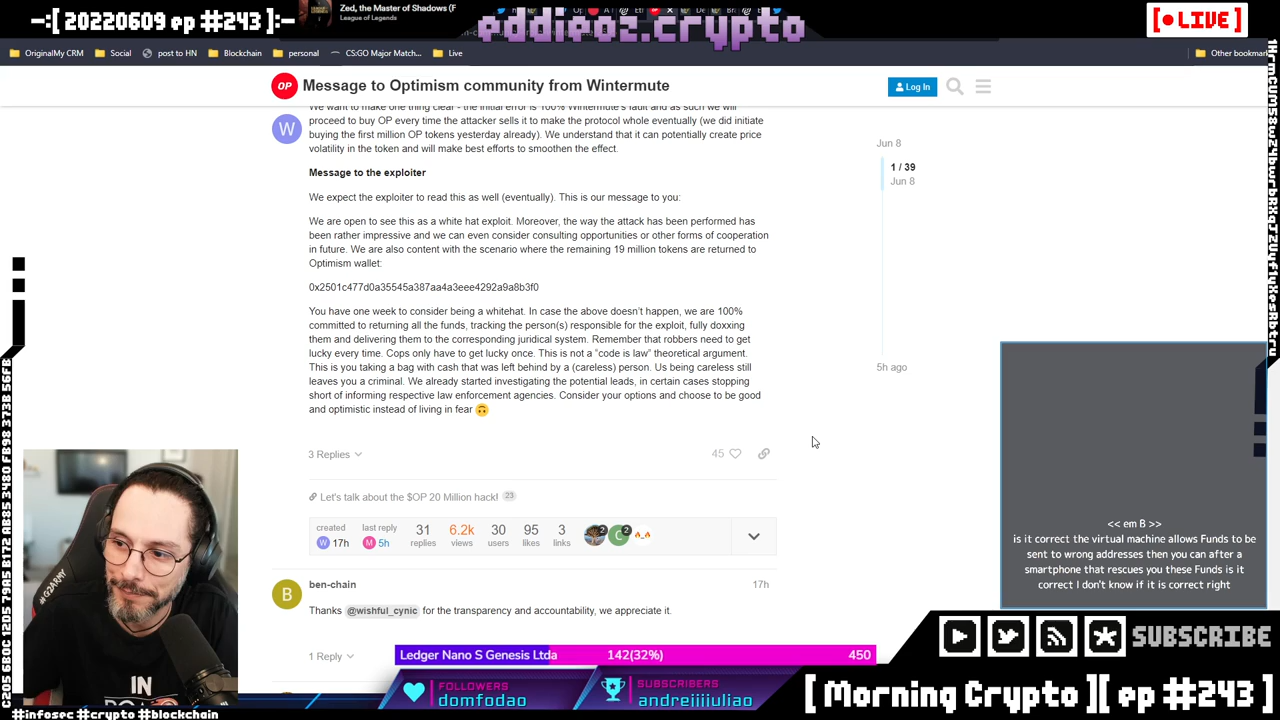 -:[ 20220609 ep #243 ]:-
Zed, the Master of Shadows (F
League of Legends
eddieoz.crypto
[● LIVE ]
OriginalMy CRM
Social
post to HN
Blockchain
personal
CS:GO Major Match...
Live
Other bookmar
OP
Message to Optimism community from Wintermute
Log In
We want to make one thing clear - the initial error is 100% Wintermute's fault and as such we will
proceed to buy OP every time the attacker sells it to make the protocol whole eventually (we did initiate
buying the first million OP tokens yesterday already). We understand that it can potentially create price
volatility in the token and will make best efforts to smoothen the effect.
W
Message to the exploiter
We expect the exploiter to read this as well (eventually). This is our message to you:
We are open to see this as a white hat exploit. Moreover, the way the attack has been performed has
been rather impressive and we can even consider consulting opportunities or other forms of cooperation
in future. We are also content with the scenario where the remaining 19 million tokens are returned to
Optimism wallet:
0x2501c477d0a35545a387aa4a3eee4292a9a8b3f0
You have one week to consider being a whitehat. In case the above doesn't happen, we are 100%
committed to returning all the funds, tracking the person(s) responsible for the exploit, fully doxxing
them and delivering them to the corresponding juridical system. Remember that robbers need to get
lucky every time. Cops only have to get lucky once. This is not a "code is law" theoretical argument.
This is you taking a bag with cash that was left behind by a (careless) person. Us being careless still
leaves you a criminal. We already started investigating the potential leads, in certain cases stopping
short of informing respective law enforcement agencies. Consider your options and choose to be good
and optimistic instead of living in fear 🙃
Jun 8
1 / 39
Jun 8
5h ago
3 Replies
45
Let's talk about the $OP 20 Million hack! 23
created
W 17h
last reply
M 5h
31
replies
6.2k
views
30
users
95
likes
3
links
2
C 2
B
ben-chain
17h
Thanks @wishful_cynic for the transparency and accountability, we appreciate it.
1 Reply
<< em B >>
is it correct the virtual machine allows Funds to be
sent to wrong addresses then you can after a
smartphone that rescues you these Funds is it
correct I don't know if it is correct right
SUBSCRIBE
Ledger Nano S Genesis Ltda
142(32%)
450
FOLLOWERS
domfodao
SUBSCRIBERS
andrejjjuliao
[ Morning Crypto ][ ep #243 ]
#infosec #crypto #blockchain
IN